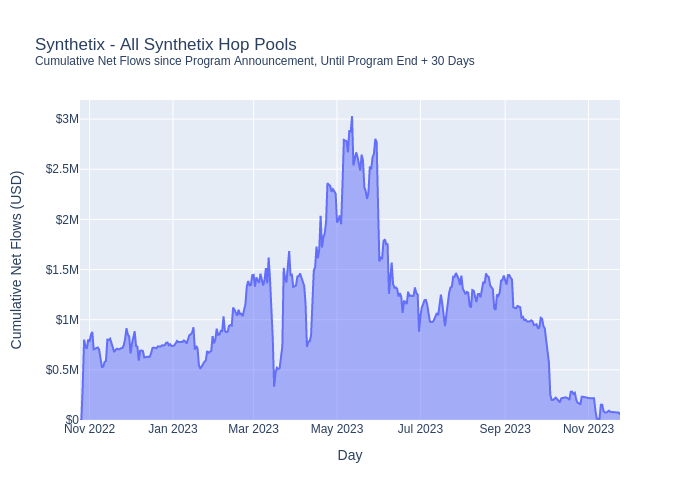 Synthetix - All Synthetix Hop Pools
Cumulative Net Flows since Program Announcement, Until Program End + 30 Days
Cumulative Net Flows (USD)
$3M
$2.5M
$2M
$1.5M
$1M
$0.5M
$0
Nov 2022 Jan 2023 Mar 2023 May 2023 Jul 2023 Sep 2023 Nov 2023
Day